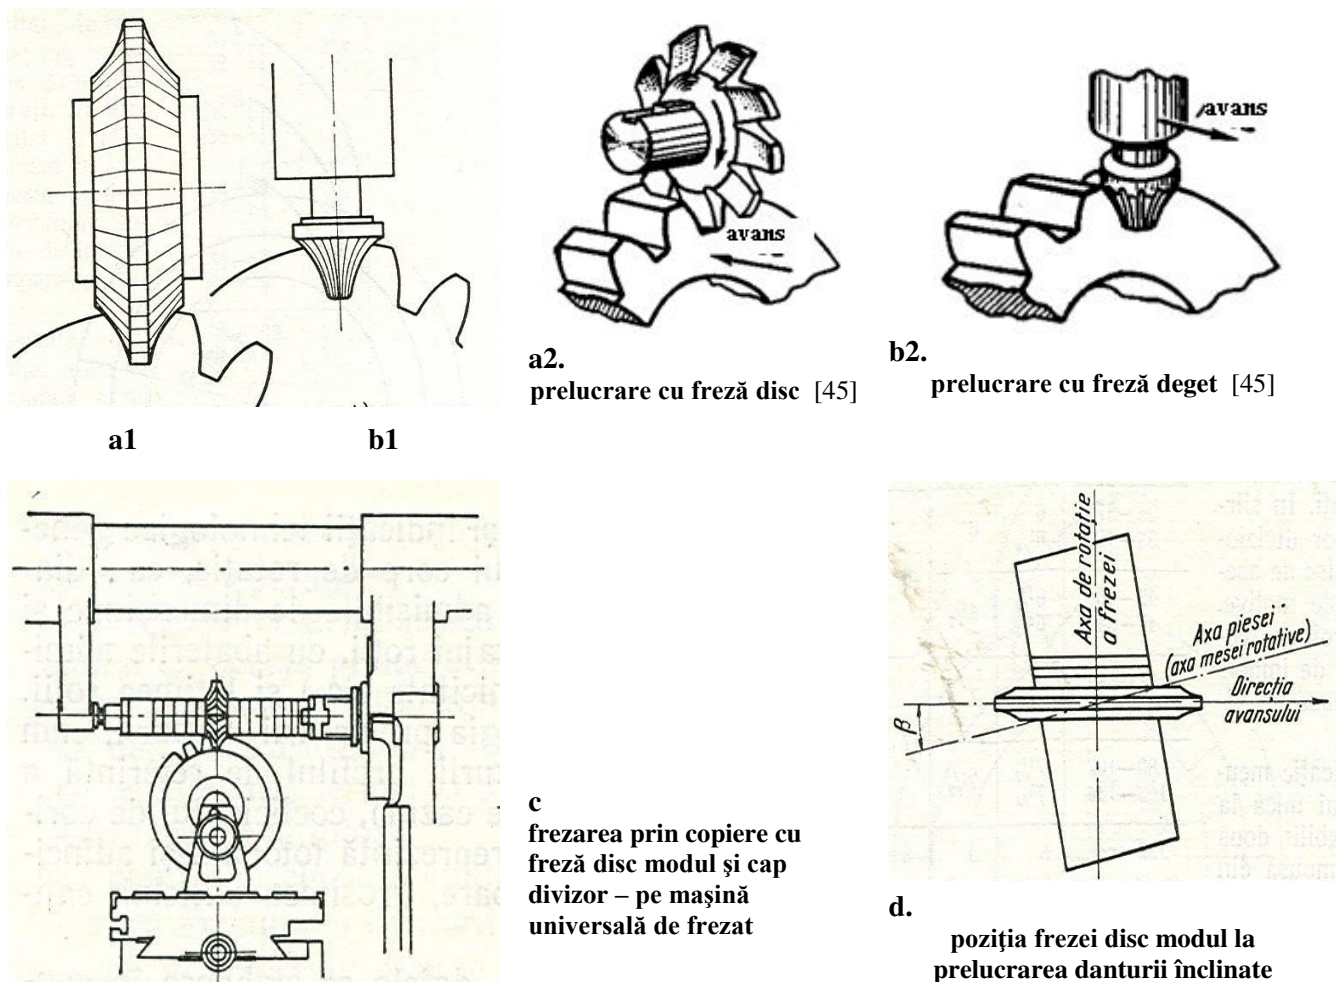 avans
avans
a2.
prelucrare cu freză disc [45]
b2.
prelucrare cu freză deget [45]
a1
b1
c
frezarea prin copiere cu
freză disc modul şi cap
divizor – pe maşină
universală de frezat
Axa de rotaţie
a frezei
Axa piesei
(axa mesei rotative)
Direcţia
avansului
β
d.
poziţia frezei disc modul la
prelucrarea danturii înclinate